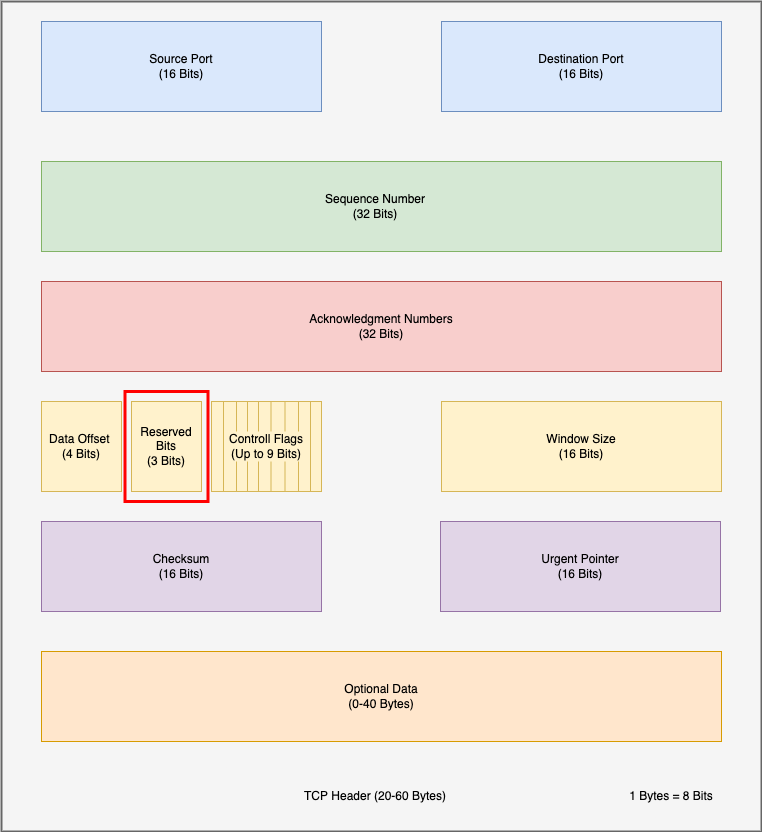 Source Port
(16 Bits)
Destination Port
(16 Bits)
Sequence Number
(32 Bits)
Acknowledgment Numbers
(32 Bits)
Data Offset
(4 Bits)
Reserved
Bits
(3 Bits)
Controll Flags
(Up to 9 Bits)
Window Size
(16 Bits)
Checksum
(16 Bits)
Urgent Pointer
(16 Bits)
Optional Data
(0-40 Bytes)
TCP Header (20-60 Bytes)
1 Bytes = 8 Bits